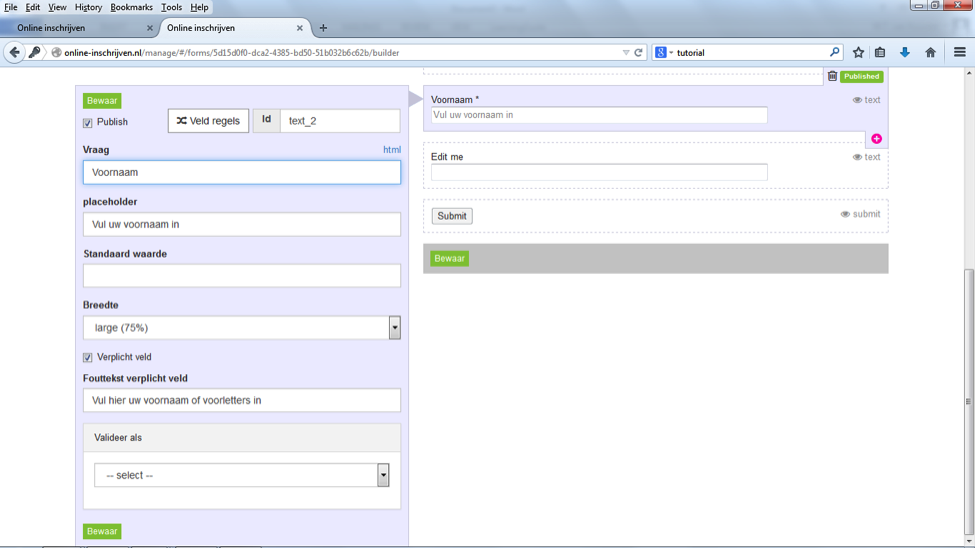 File Edit View History Bookmarks Tools Help
Online inschrijven × Online inschrijven × +
online-inschrijven.nl/manage/#/forms/5d15d0f0-dca2-4385-bd50-51b032b6c62b/builder
8 tutorial
Published
Bewaar
Publish
Veld regels Id text_2
Vraag html
Voornaam
placeholder
Vul uw voornaam in
Standaard waarde
Breedte
large (75%)
Verplicht veld
Fouttekst verplicht veld
Vul hier uw voornaam of voorletters in
Valideer als
-- select --
Bewaar
Voornaam * text
Vul uw voornaam in
Edit me text
Submit submit
Bewaar